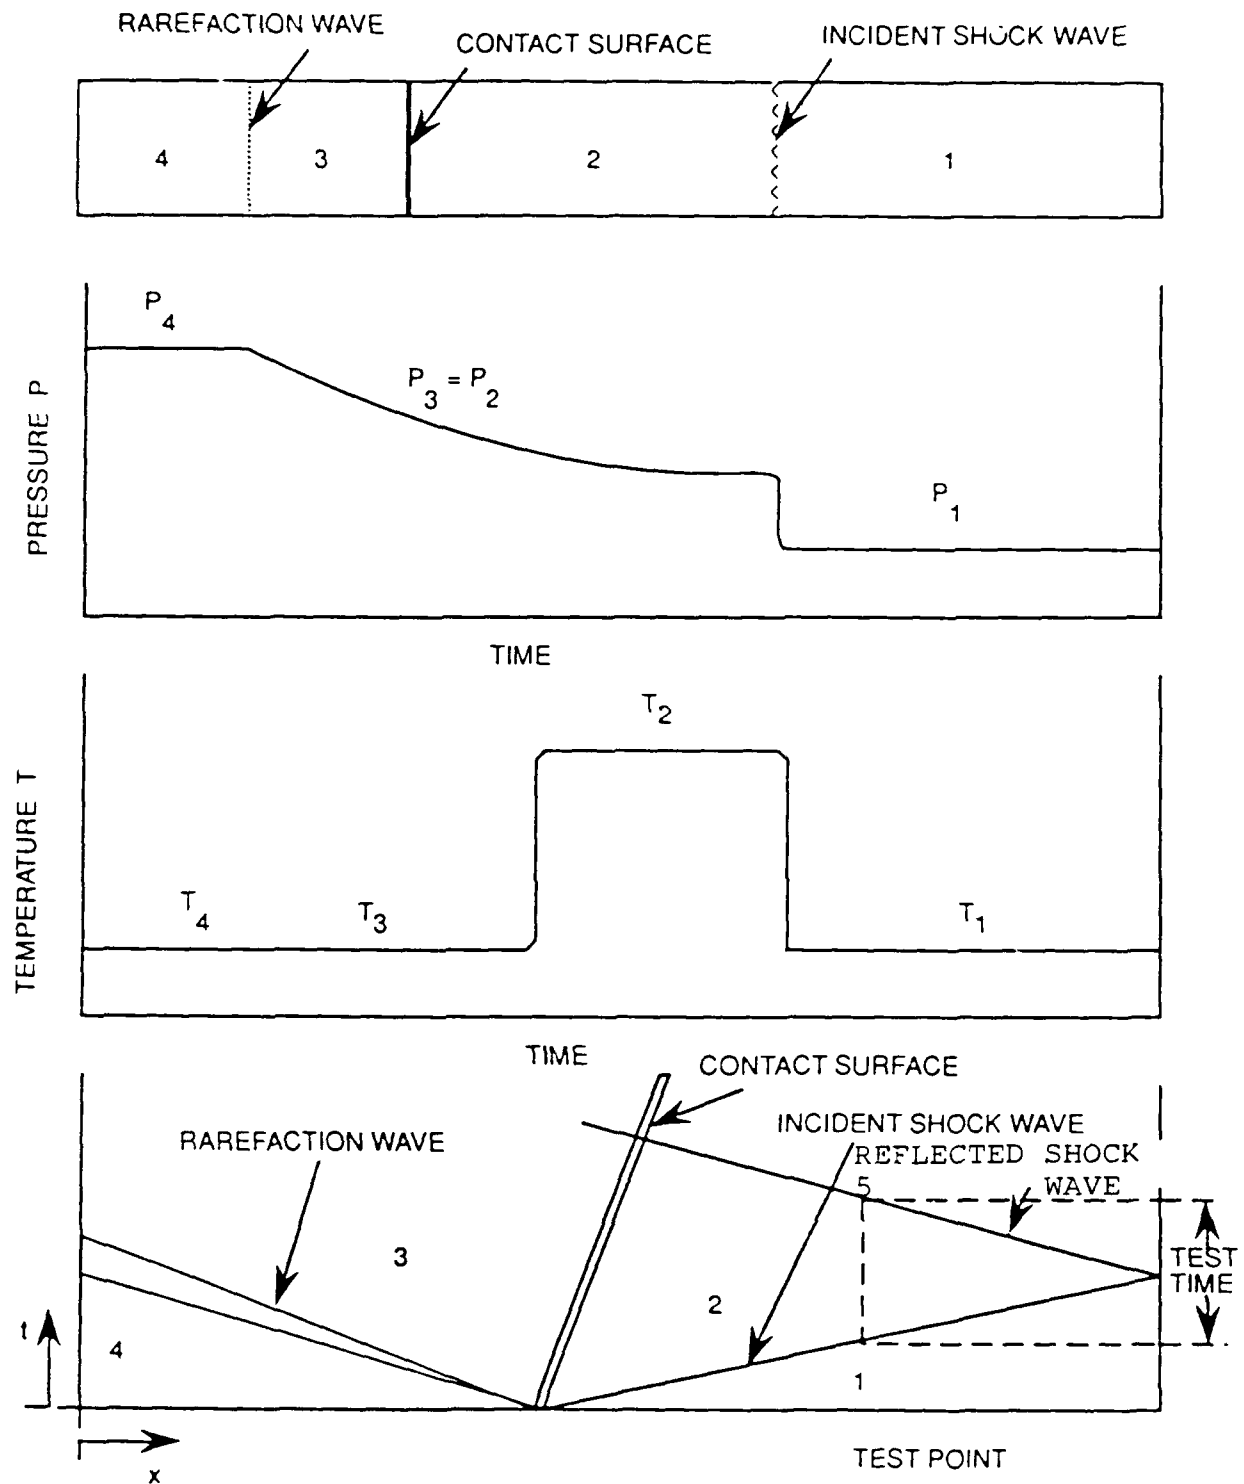 RAREFACTION WAVE
CONTACT SURFACE
INCIDENT SHOCK WAVE
4
3
2
1
P4
P3 = P2
P1
PRESSURE P
TIME
T2
T4
T3
T1
TEMPERATURE T
TIME
CONTACT SURFACE
INCIDENT SHOCK WAVE
RAREFACTION WAVE
REFLECTED SHOCK
WAVE
5
3
TEST
TIME
2
t
4
1
x
TEST POINT